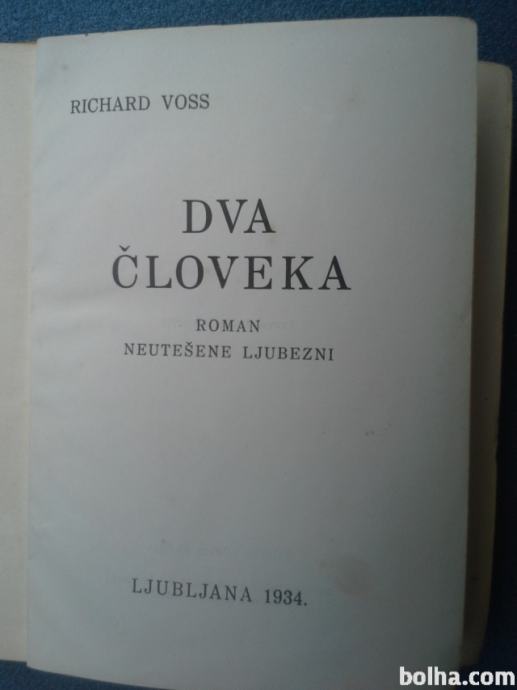 RICHARD VOSS
DVA
ČLOVEKA
ROMAN
NEUTEŠENE LJUBEZNI
LJUBLJANA 1934.
bolha.com